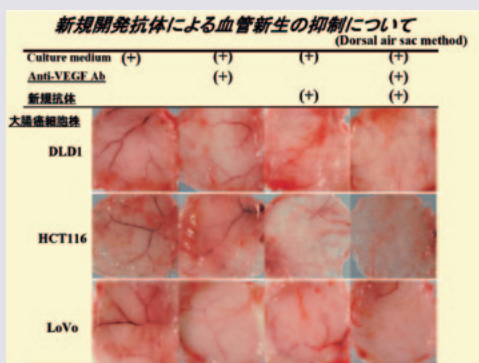 新規開発抗体による血管新生の抑制について
(Dorsal air sac method)
Culture medium (+) (+) (+) (+)
Anti-VEGF Ab (+) (+)
新規抗体 (+) (+)
大腸癌細胞株
DLD1
HCT116
LoVo